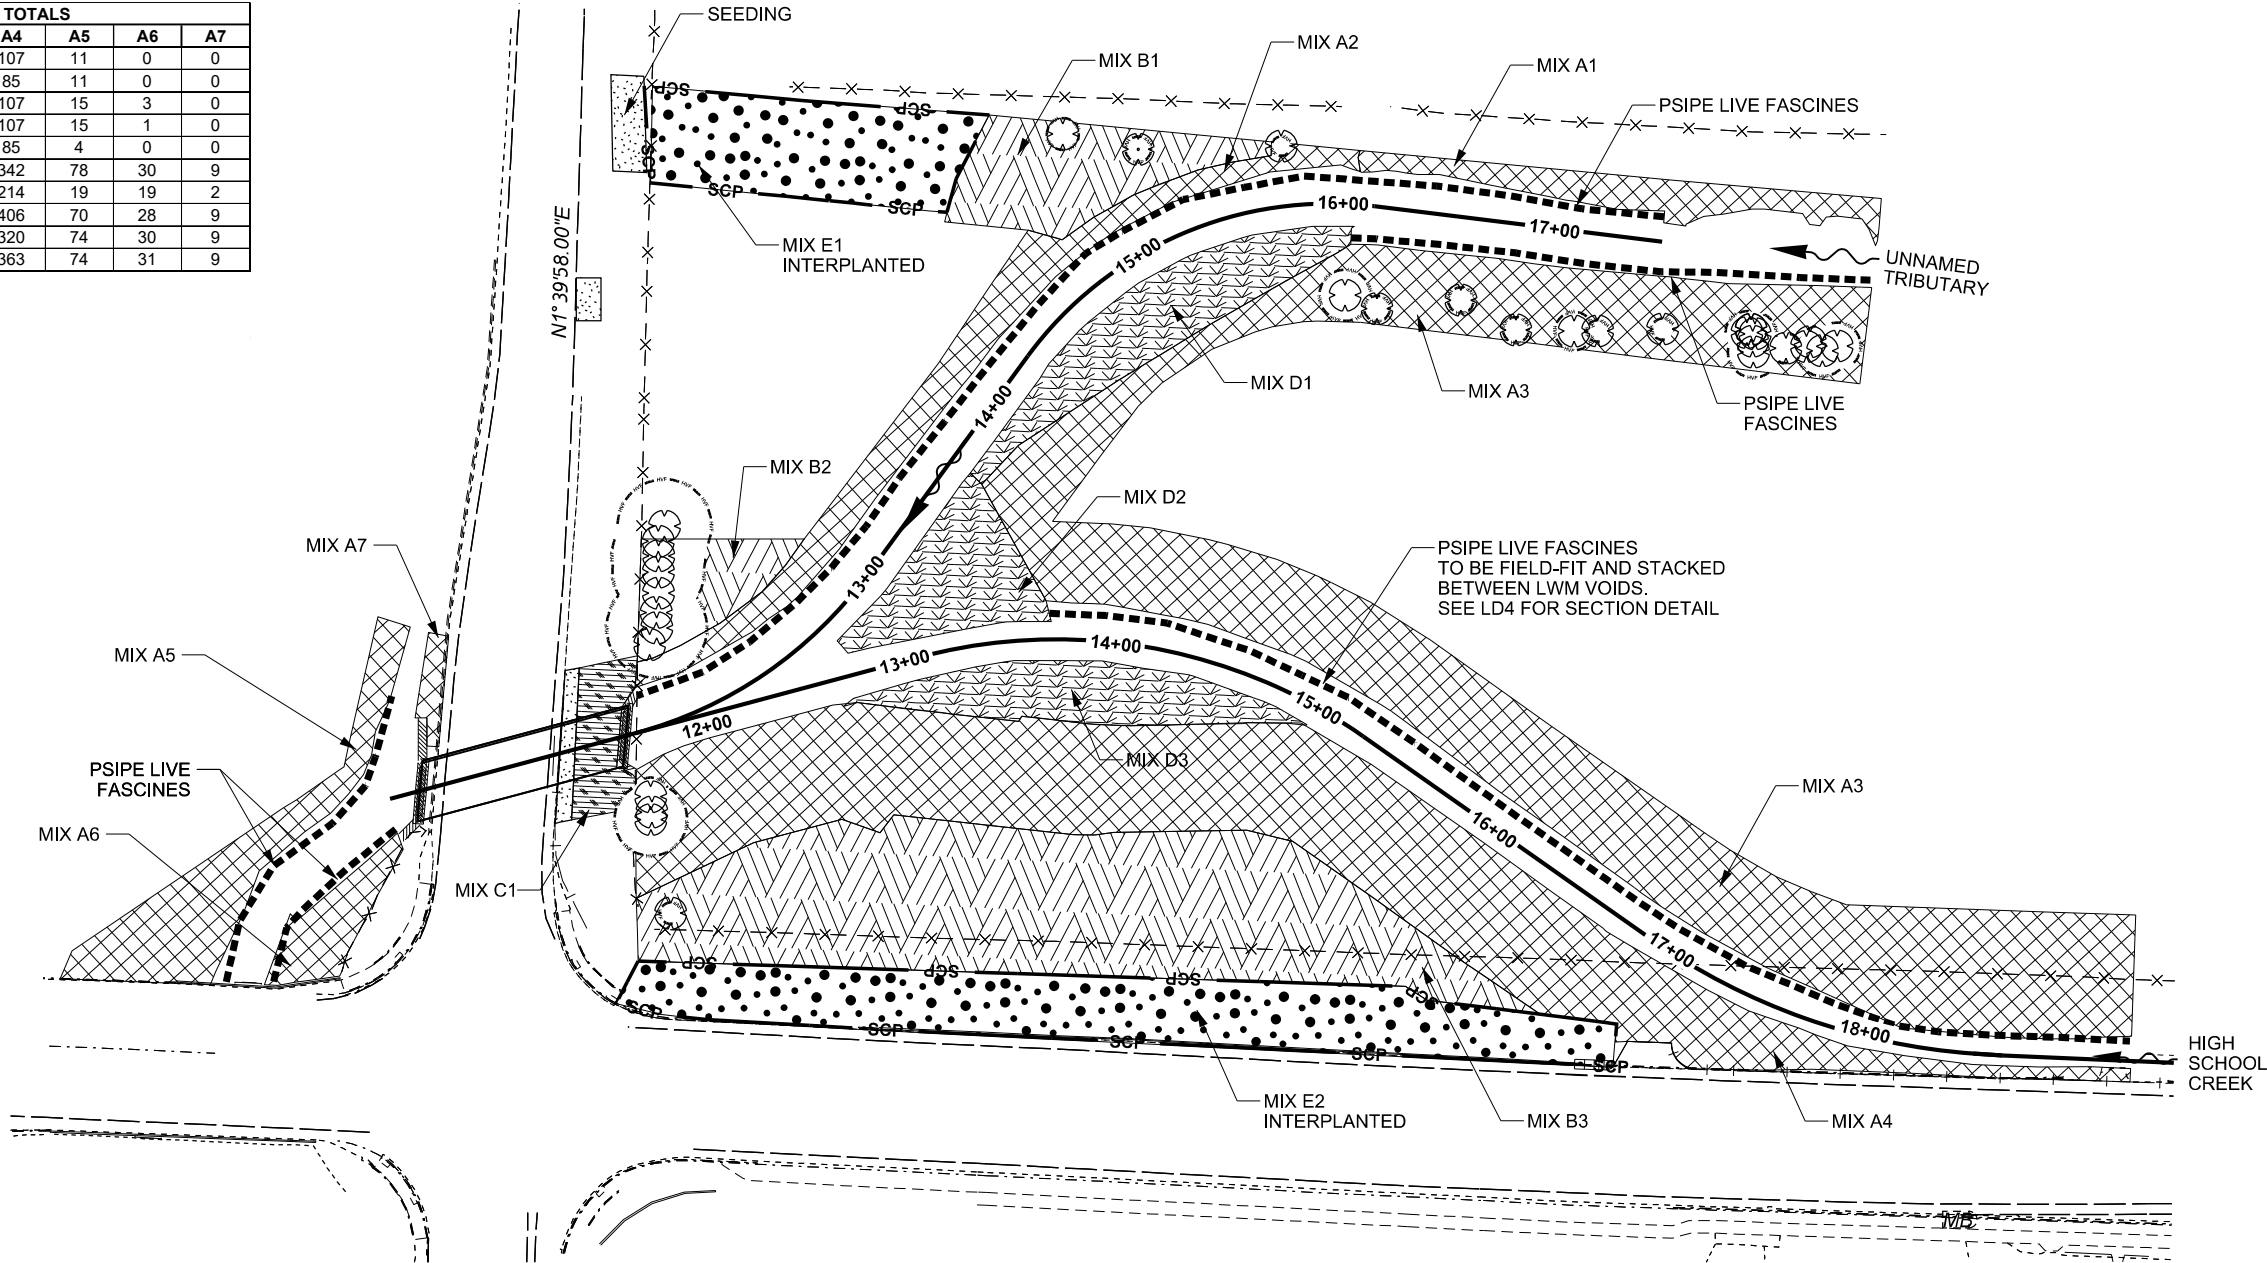 TOTALS
A4 A5 A6 A7
107 11 0 0
85 11 0 0
107 15 3 0
107 15 1 0
85 4 0 0
342 78 30 9
214 19 19 2
406 70 28 9
320 74 30 9
363 74 31 9
SEEDING
MIX B1
MIX A2
MIX A1
PSIPE LIVE FASCINES
SCP
SCP
SCP
SCP
SCP
MIX E1
INTERPLANTED
N1° 39'58.00"E
16+00
17+00
15+00
14+00
13+00
UNNAMED
TRIBUTARY
MIX D1
MIX A3
PSIPE LIVE
FASCINES
MIX B2
MIX D2
PSIPE LIVE FASCINES
TO BE FIELD-FIT AND STACKED
BETWEEN LWM VOIDS.
SEE LD4 FOR SECTION DETAIL
MIX A7
MIX A5
PSIPE LIVE
FASCINES
MIX A6
MIX C1
12+00
13+00
14+00
15+00
16+00
17+00
18+00
MIX D3
MIX A3
SCP
SCP
SCP
SCP
SCP
SCP
SCP
SCP
SCP
HIGH
SCHOOL
CREEK
MIX E2
INTERPLANTED
MIX B3
MIX A4
MB